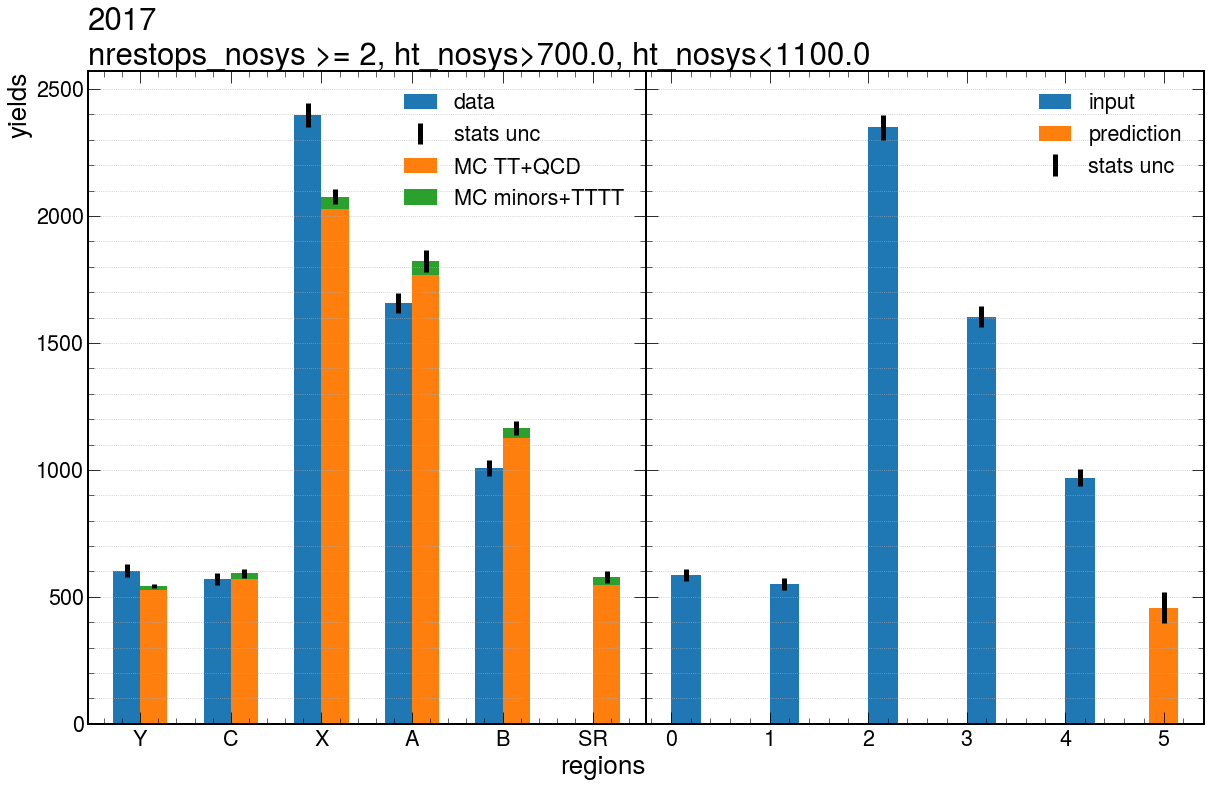 2017
nrestops_nosys >= 2, ht_nosys>700.0, ht_nosys<1100.0
yields
2500
2000
1500
1000
500
0
data
stats unc
MC TT+QCD
MC minors+TTTT
input
prediction
stats unc
Y C X A B SR
0 1 2 3 4 5
regions